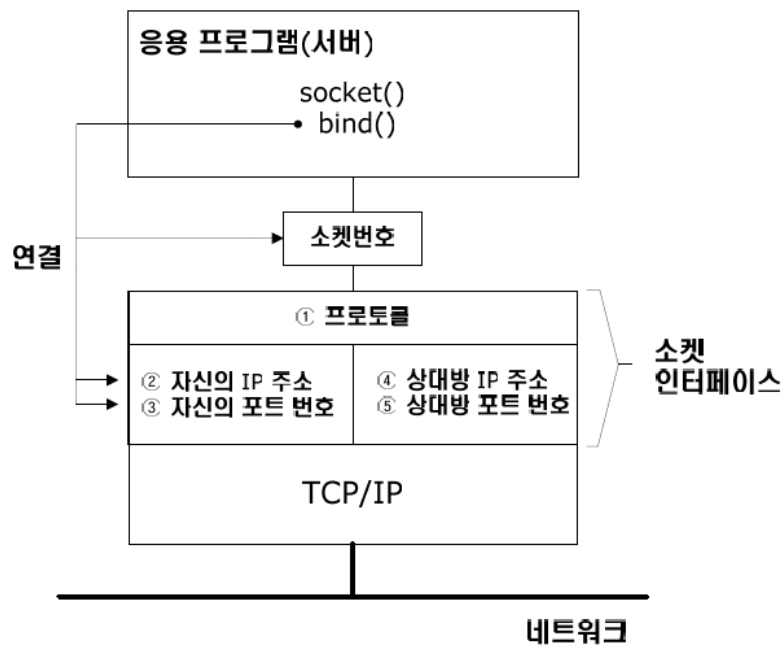 응용 프로그램(서버)
socket()
bind()
소켓번호
연결
① 프로토콜
② 자신의 IP 주소
③ 자신의 포트 번호
④ 상대방 IP 주소
⑤ 상대방 포트 번호
소켓
인터페이스
TCP/IP
네트워크